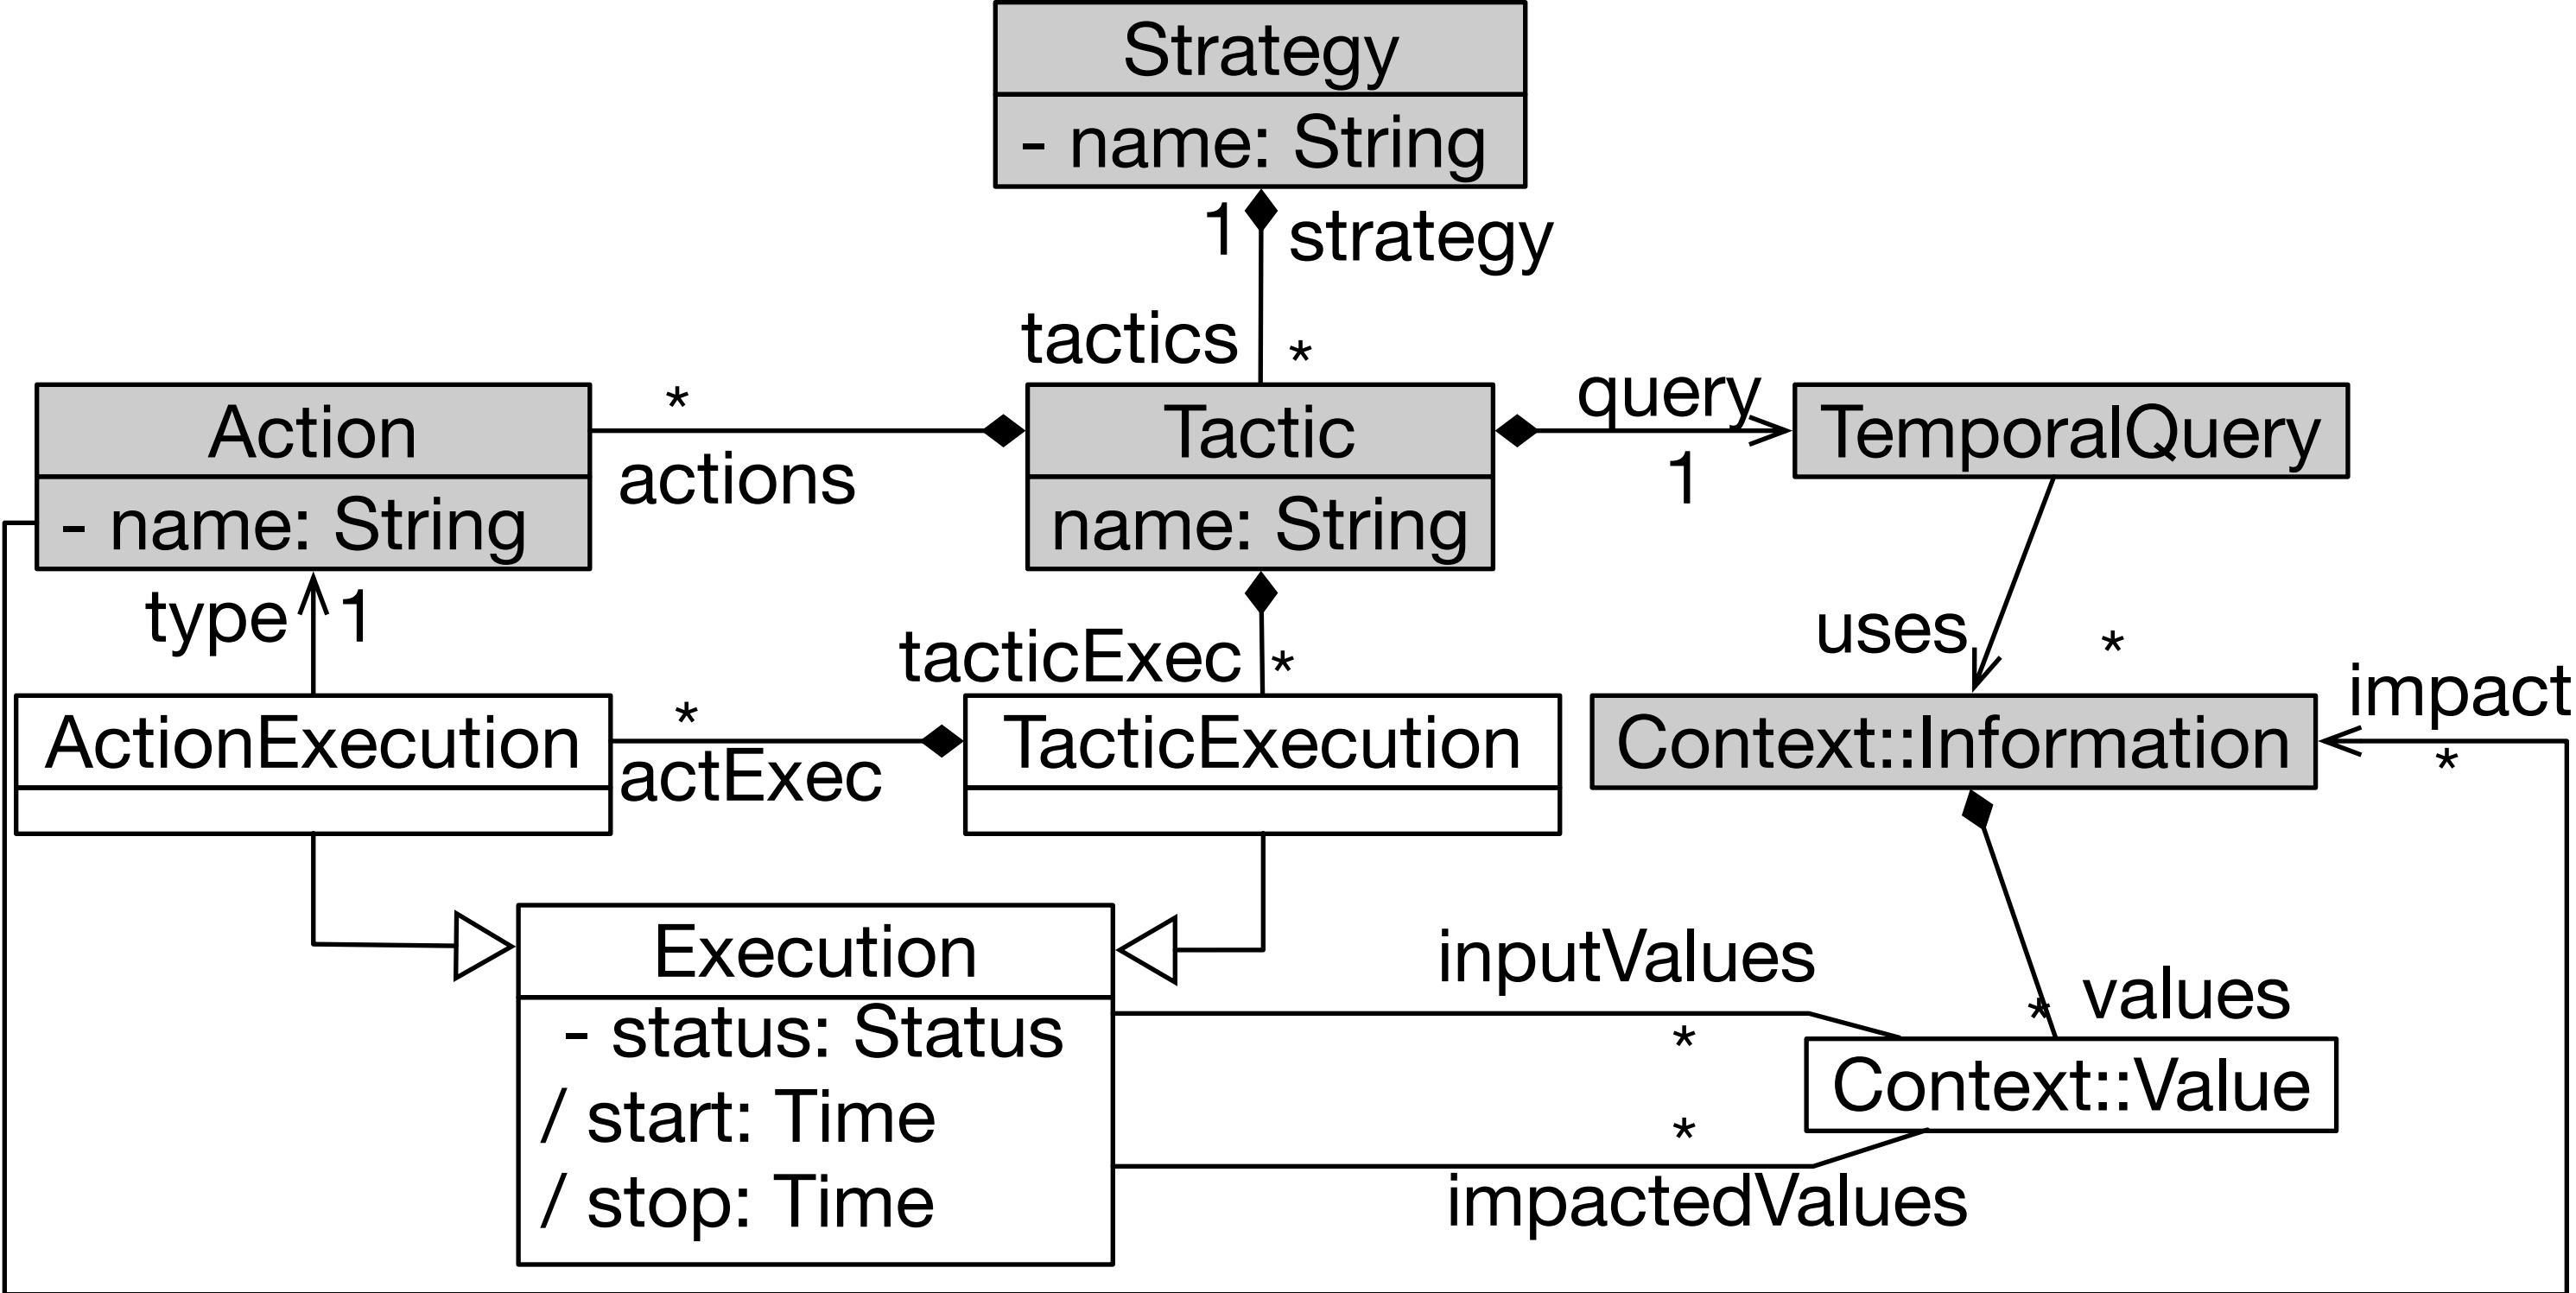 Strategy
- name: String
1
strategy
tactics
*
Action
- name: String
*
actions
Tactic
name: String
query
1
TemporalQuery
type
1
tacticExec
*
uses
*
impact
*
ActionExecution
*
actExec
TacticExecution
Context::Information
Execution
- status: Status
/ start: Time
/ stop: Time
inputValues
*
*
values
Context::Value
*
impactedValues